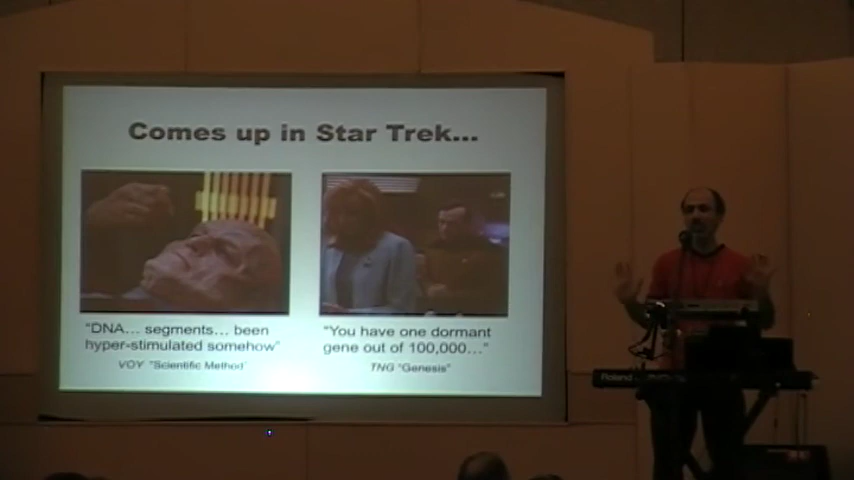 Comes up in Star Trek...
"DNA... segments... been
hyper-stimulated somehow"
VOY "Scientific Method"
"You have one dormant
gene out of 100,000..."
TNG "Genesis"
Roland